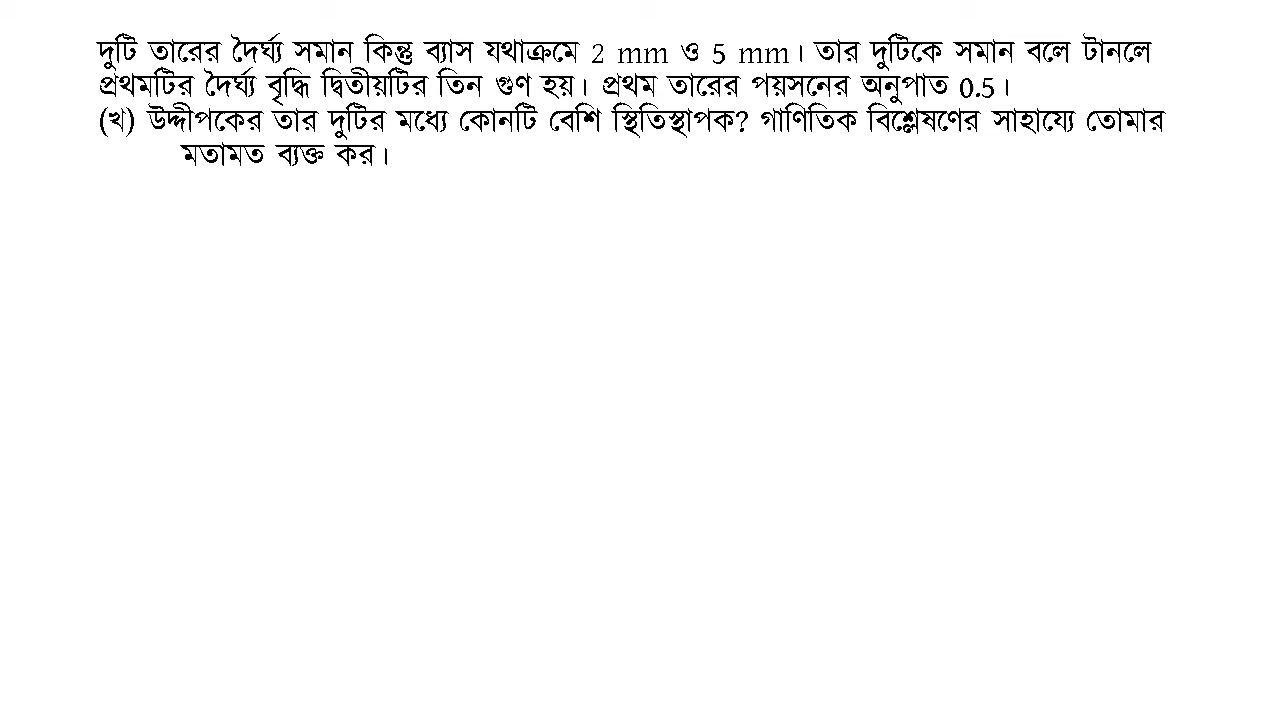 দুটি তারের দৈর্ঘ্য সমান কিন্তু ব্যাস যথাক্রমে 2 mm ও 5 mm। তার দুটিকে সমান বলে টানলে
প্রথমটির দৈর্ঘ্য বৃদ্ধি দ্বিতীয়টির তিন গুণ হয়। প্রথম তারের পয়সনের অনুপাত 0.5।
(খ) উদ্দীপকের তার দুটির মধ্যে কোনটি বেশি স্থিতিস্থাপক? গাণিতিক বিশ্লেষণের সাহায্যে তোমার
মতামত ব্যক্ত কর।